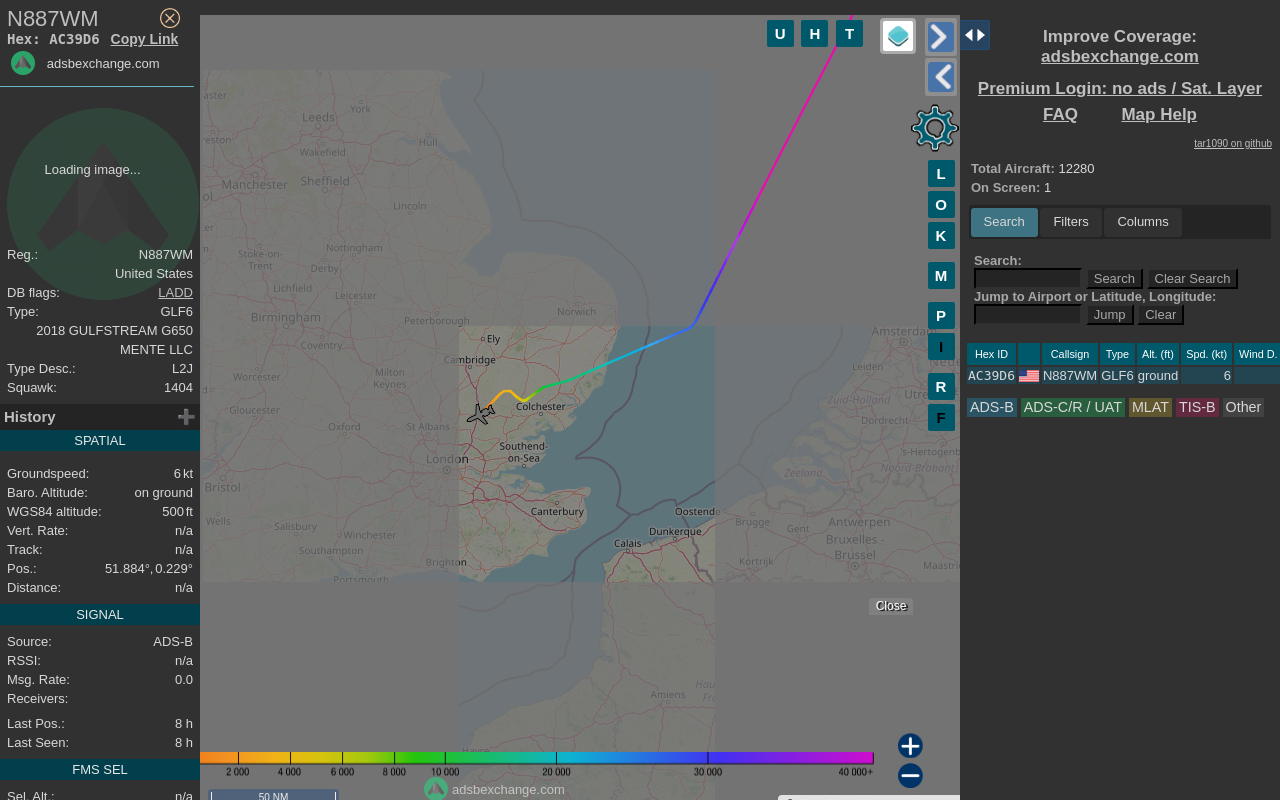 N887WM
Hex: AC39D6 Copy Link
adsbexchange.com
Loading image...
Reg.: N887WM
United States
DB flags: LADD
Type: GLF6
2018 GULFSTREAM G650
MENTE LLC
Type Desc.: L2J
Squawk: 1404
History
SPATIAL
Groundspeed: 6 kt
Baro. Altitude: on ground
WGS84 altitude: 500 ft
Vert. Rate: n/a
Track: n/a
Pos.: 51.884°, 0.229°
Distance: n/a
SIGNAL
Source: ADS-B
RSSI: n/a
Msg. Rate: 0.0
Receivers:
Last Pos.: 8 h
Last Seen: 8 h
FMS SEL
Sel. Alt.: n/a
U H T
L
O
K
M
P
I
R
F
York
Leeds
Hull
Wakefield
Manchester Sheffield
Lincoln
Nottingham
Stoke-on-
Trent
Derby
Lichfield
Leicester
Norwich
Birmingham
Peterborough
Ely
Coventry
Cambridge
Worcester
Milton
Keynes
Gloucester
Colchester
Oxford
St Albans
Southend-
on-Sea
London
Bristol
Canterbury
Wells
Salisbury
Winchester
Southampton
Brighton
Portsmouth
Amsterdam
Leiden
Utre
Zuid-Holland
Dordrecht
's-Hertogenb
Zeeland
Noord-Brabant
Oostende
Brugge
Gent
Antwerpen
Dunkerque
Calais
Bruxelles -
Brussel
Kortrijk
Maastri
Amiens
Close
2 000 4 000 6 000 8 000 10 000 20 000 30 000 40 000+
adsbexchange.com
50 NM
Improve Coverage:
adsbexchange.com
Premium Login: no ads / Sat. Layer
FAQ Map Help
tar1090 on github
Total Aircraft: 12280
On Screen: 1
Search Filters Columns
Search:
Search Clear Search
Jump to Airport or Latitude, Longitude:
Jump Clear
Hex ID Callsign Type Alt. (ft) Spd. (kt) Wind D.
AC39D6 N887WM GLF6 ground 6
ADS-B ADS-C/R / UAT MLAT TIS-B Other